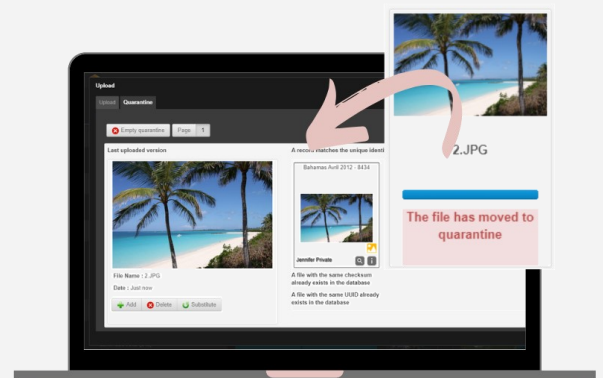 Upload
Upload Quarantine
Empty quarantine Page 1
Last uploaded version
A record matches the unique identi
Bahamas Avril 2012 - 8434
Jennifer Private
File Name : 2.JPG
Date : Just now
Add Delete Substitute
A file with the same checksum
already exists in the database
A file with the same UUID already
exists in the database
2.JPG
The file has moved to
quarantine